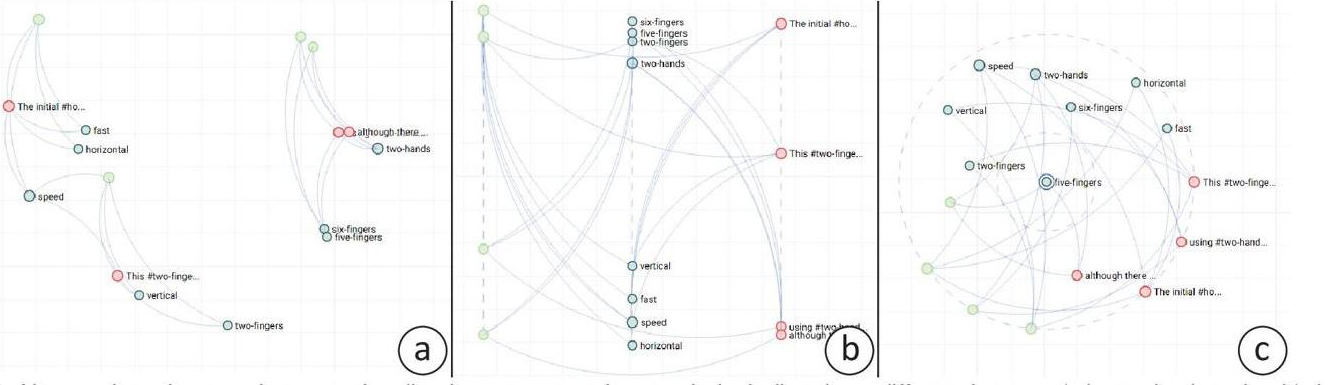 The initial #ho...
fast
horizontal
speed
This #two-finge...
vertical
two-fingers
although there ...
two-hands
six-fingers
five-fingers
a
six-fingers
five-fingers
two-fingers
two-hands
The initial #ho...
This #two-finge...
vertical
fast
speed
horizontal
using #two-hand
although
b
speed
two-hands
horizontal
vertical
six-fingers
fast
two-fingers
five-fingers
This #two-finge...
using #two-hand...
although there ...
The initial #ho...
c